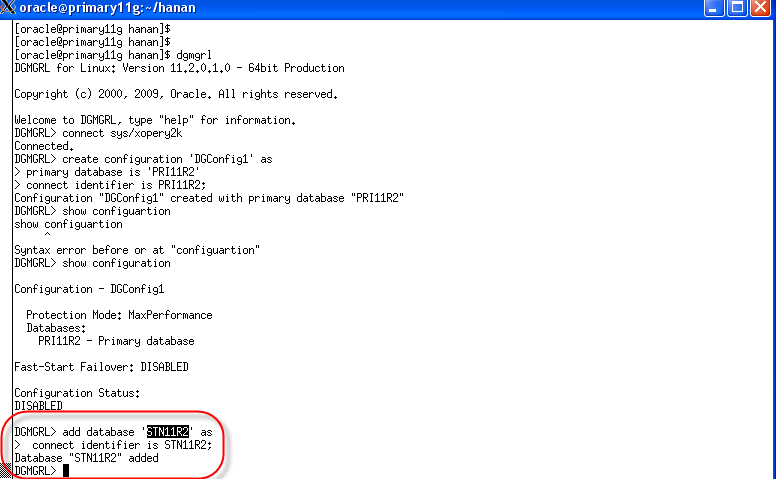 oracle@primary11g:~/hanan
[oracle@primary11g hanan]$
[oracle@primary11g hanan]$
[oracle@primary11g hanan]$ dgmgrl
DGMGRL for Linux: Version 11.2.0.1.0 - 64bit Production
Copyright (c) 2000, 2009, Oracle. All rights reserved.
Welcome to DGMGRL, type "help" for information.
DGMGRL> connect sys/xopery2k
Connected.
DGMGRL> create configuration 'DGConfig1' as
> primary database is 'PRI11R2'
> connect identifier is PRI11R2;
Configuration "DGConfig1" created with primary database "PRI11R2"
DGMGRL> show configuartion
show configuartion
^
Syntax error before or at "configuartion"
DGMGRL> show configuration
Configuration - DGConfig1
Protection Mode: MaxPerformance
Databases:
PRI11R2 - Primary database
Fast-Start Failover: DISABLED
Configuration Status:
DISABLED
DGMGRL> add database 'STN11R2' as
> connect identifier is STN11R2;
Database "STN11R2" added
DGMGRL>